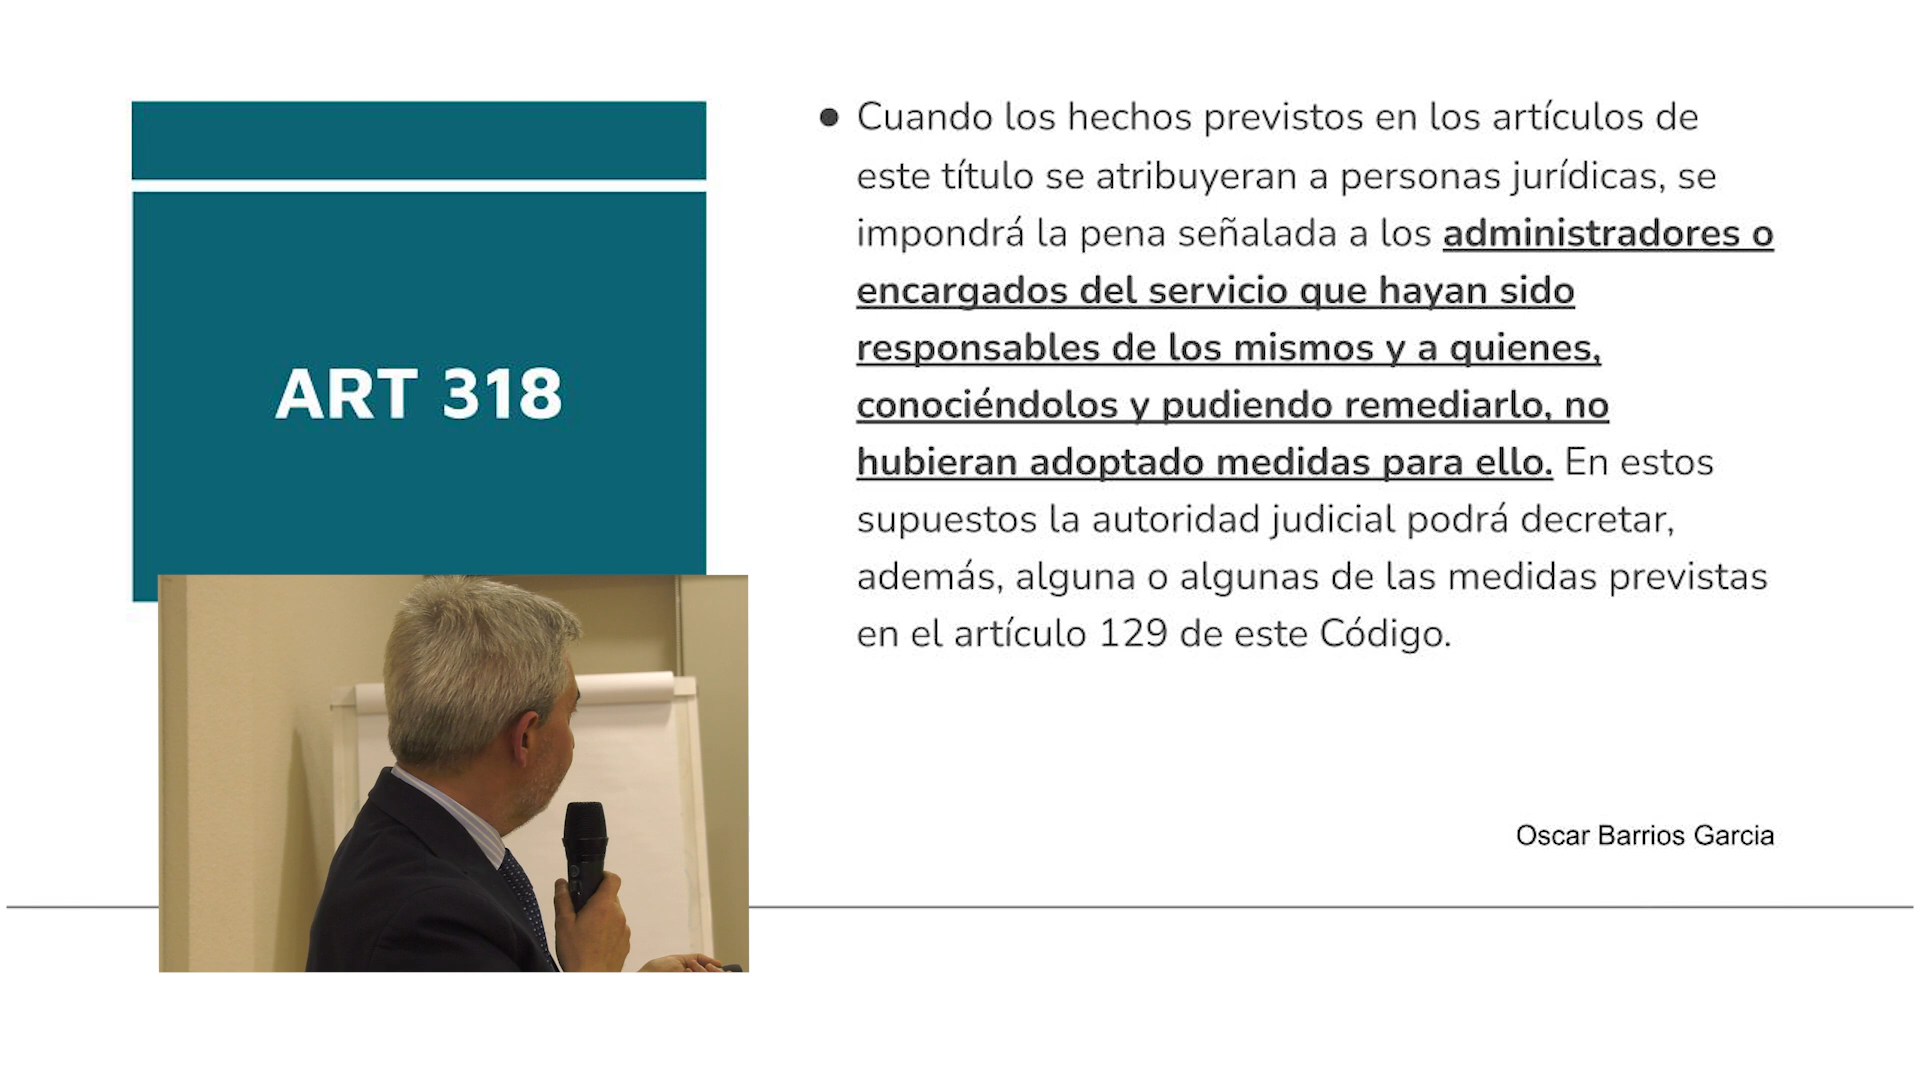 ART 318
● Cuando los hechos previstos en los artículos de
este título se atribuyeran a personas jurídicas, se
impondrá la pena señalada a los administradores o
encargados del servicio que hayan sido
responsables de los mismos y a quienes,
conociéndolos y pudiendo remediarlo, no
hubieran adoptado medidas para ello. En estos
supuestos la autoridad judicial podrá decretar,
además, alguna o algunas de las medidas previstas
en el artículo 129 de este Código.
Oscar Barrios Garcia